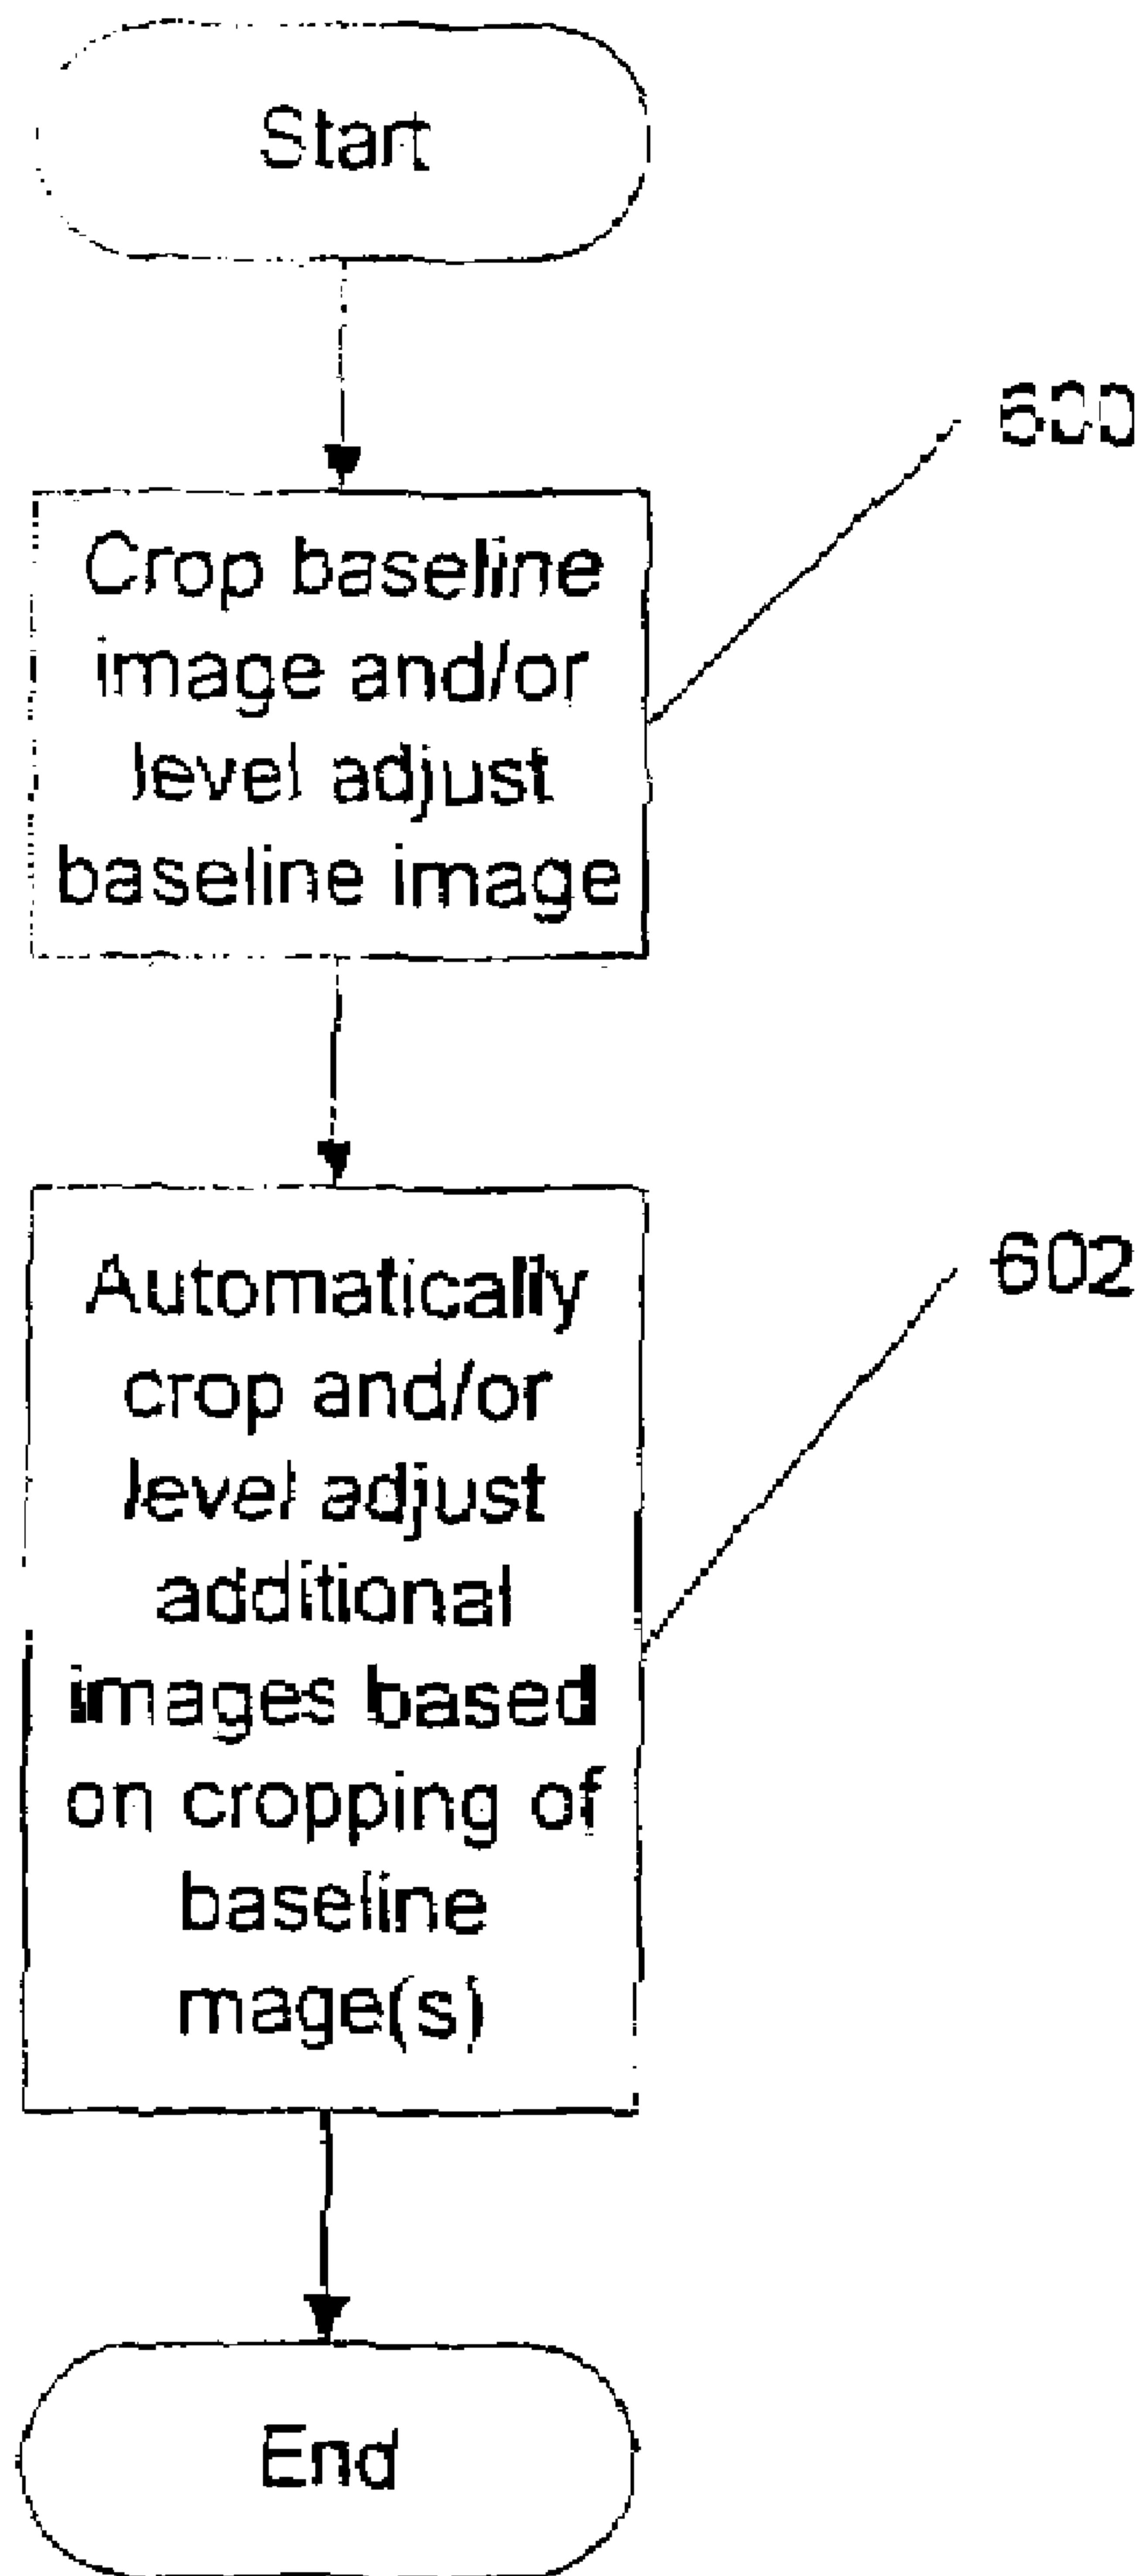 Start
600
Crop baseline
image and/or
level adjust
baseline image
602
Automatically
crop and/or
level adjust
additional
images based
on cropping of
baseline
mage(s)
End